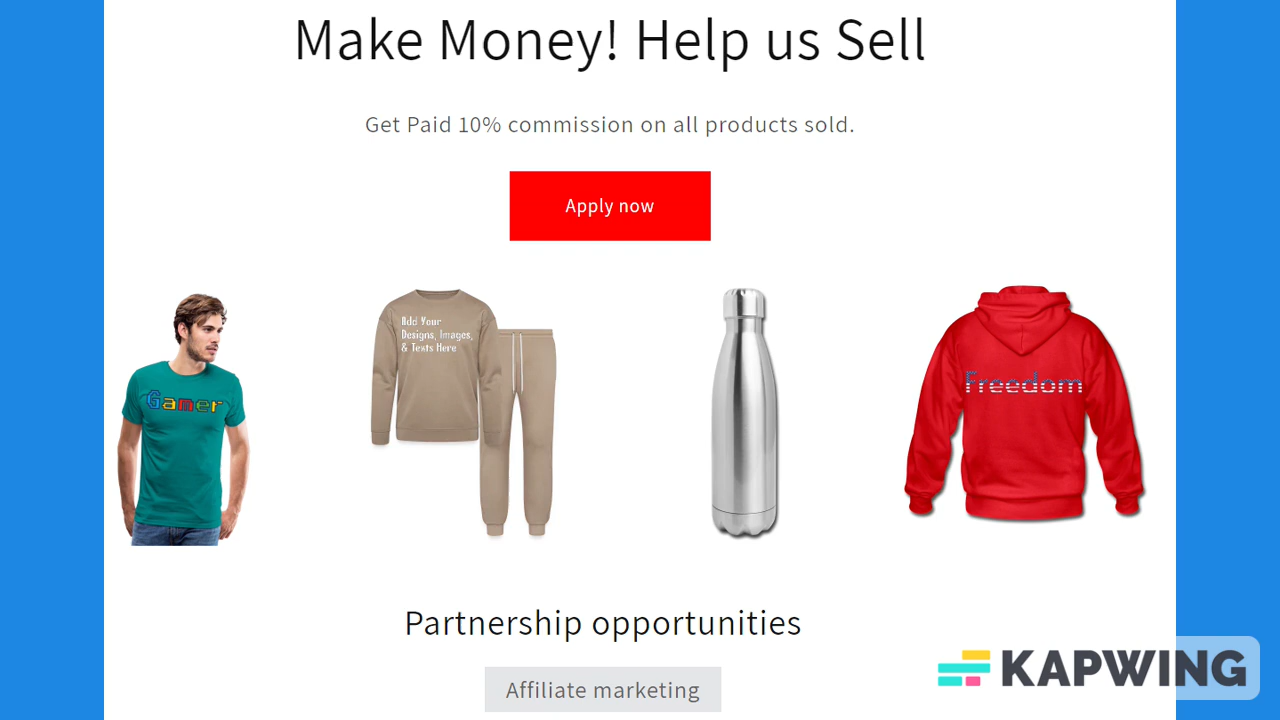 Make Money! Help us Sell
Get Paid 10% commission on all products sold.
Apply now
Gamer
Add Your
Designs, Images,
& Texts Here
Freedom
Partnership opportunities
Affiliate marketing
KAPWING